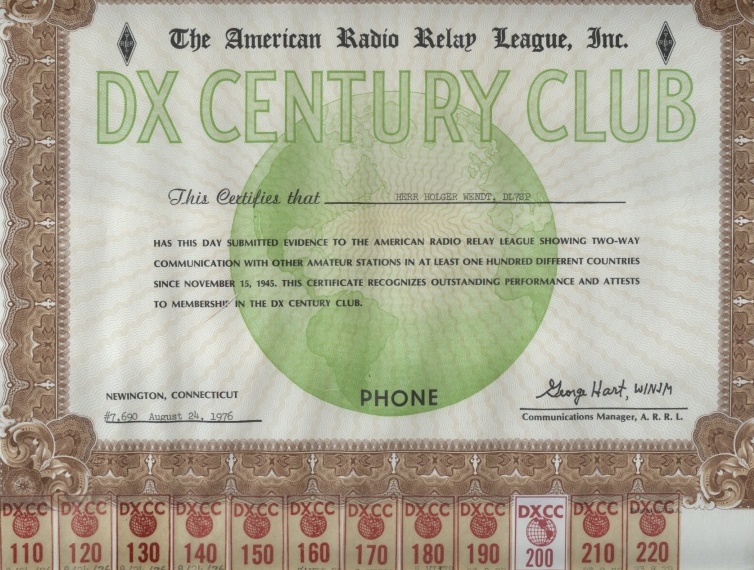 The American Radio Relay League, Inc.
DX CENTURY CLUB
This Certifies that HERR HOLGER WENDT, DL7SP
HAS THIS DAY SUBMITTED EVIDENCE TO THE AMERICAN RADIO RELAY LEAGUE SHOWING TWO-WAY
COMMUNICATION WITH OTHER AMATEUR STATIONS IN AT LEAST ONE HUNDRED DIFFERENT COUNTRIES
SINCE NOVEMBER 15, 1945. THIS CERTIFICATE RECOGNIZES OUTSTANDING PERFORMANCE AND ATTESTS
TO MEMBERSHIP IN THE DX CENTURY CLUB.
NEWINGTON, CONNECTICUT
PHONE
George Hart, W1NJM
#7,690 August 24, 1976
Communications Manager, A. R. R. L.
DXCC DXCC DXCC DXCC DXCC DXCC DXCC DXCC DXCC DXCC DXCC DXCC
110 120 130 140 150 160 170 180 190 200 210 220